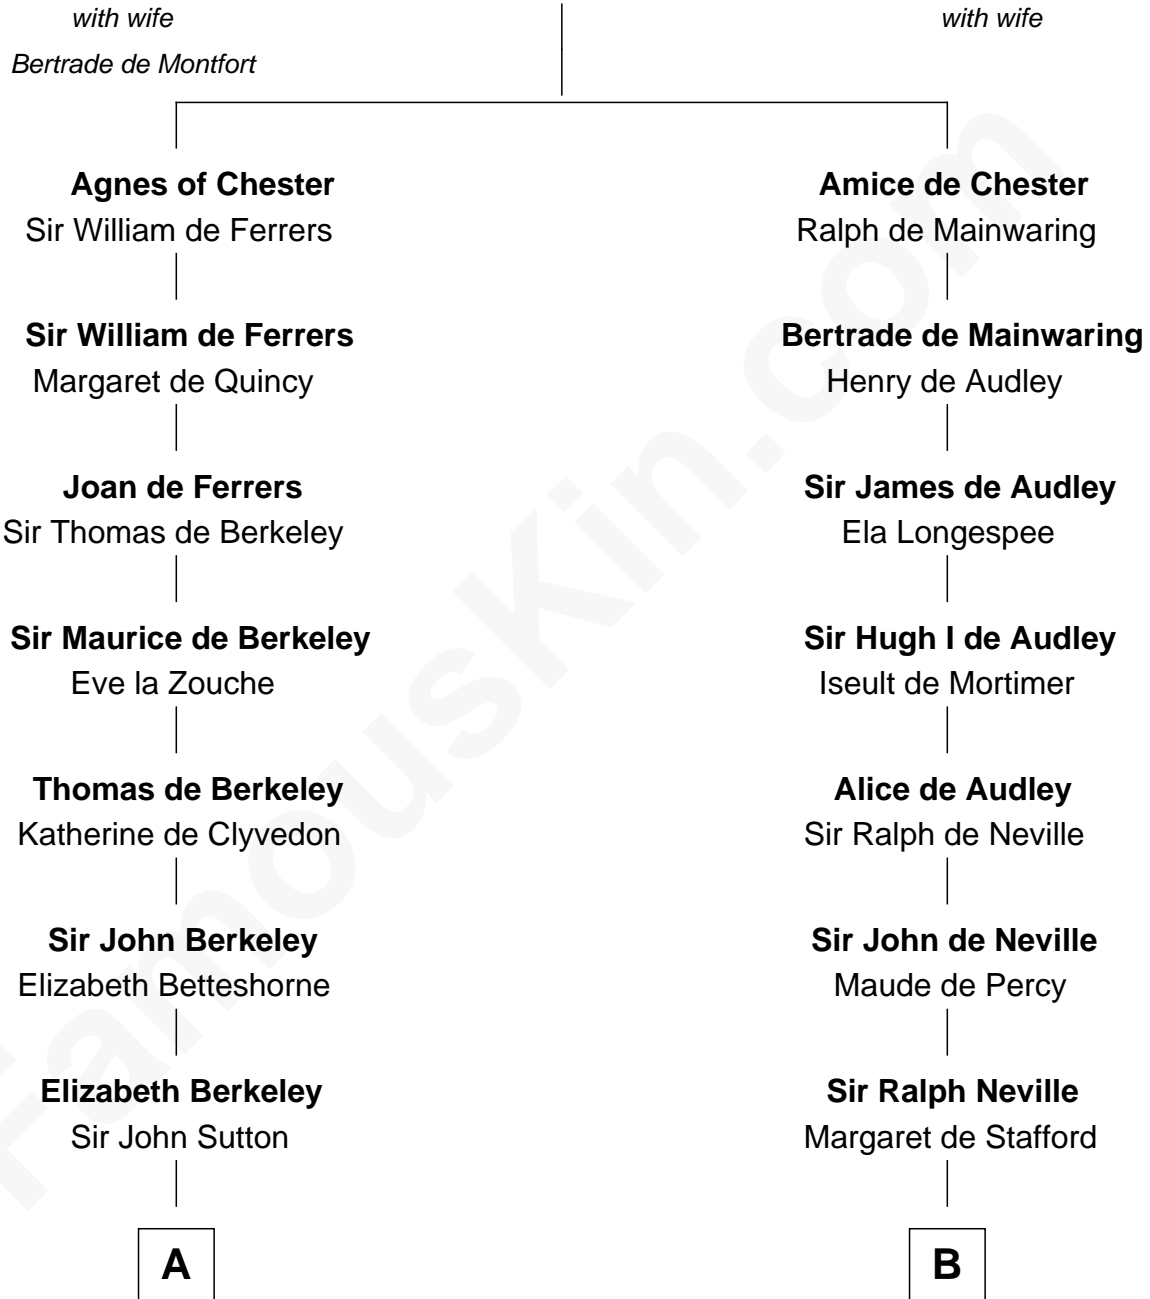 with wife
with wife
Bertrade de Montfort
Agnes of Chester
Sir William de Ferrers
Amice de Chester
Ralph de Mainwaring
Sir William de Ferrers
Margaret de Quincy
Bertrade de Mainwaring
Henry de Audley
Joan de Ferrers
Sir Thomas de Berkeley
Sir James de Audley
Ela Longespee
Sir Maurice de Berkeley
Eve la Zouche
Sir Hugh I de Audley
Iseult de Mortimer
Thomas de Berkeley
Katherine de Clyvedon
Alice de Audley
Sir Ralph de Neville
Sir John Berkeley
Elizabeth Betteshorne
Sir John de Neville
Maude de Percy
Elizabeth Berkeley
Sir John Sutton
Sir Ralph Neville
Margaret de Stafford
A
B
FamousKin.com